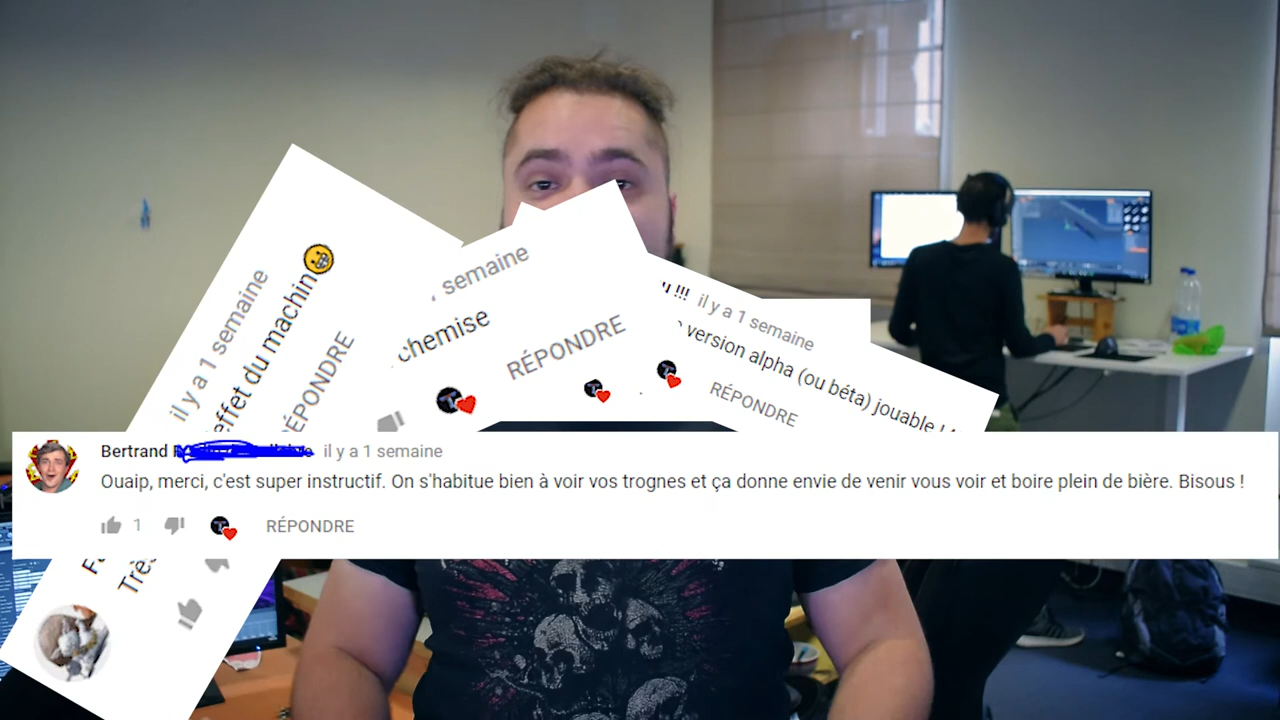 il y a 1 semaine
effet du machin😀
RÉPONDRE
Très
semaine
chemise
RÉPONDRE
!!! il y a 1 semaine
version alpha (ou béta) jouable !
RÉPONDRE
Bertrand il y a 1 semaine
Ouaip, merci, c'est super instructif. On s'habitue bien à voir vos trognes et ça donne envie de venir vous voir et boire plein de bière. Bisous !
1 RÉPONDRE